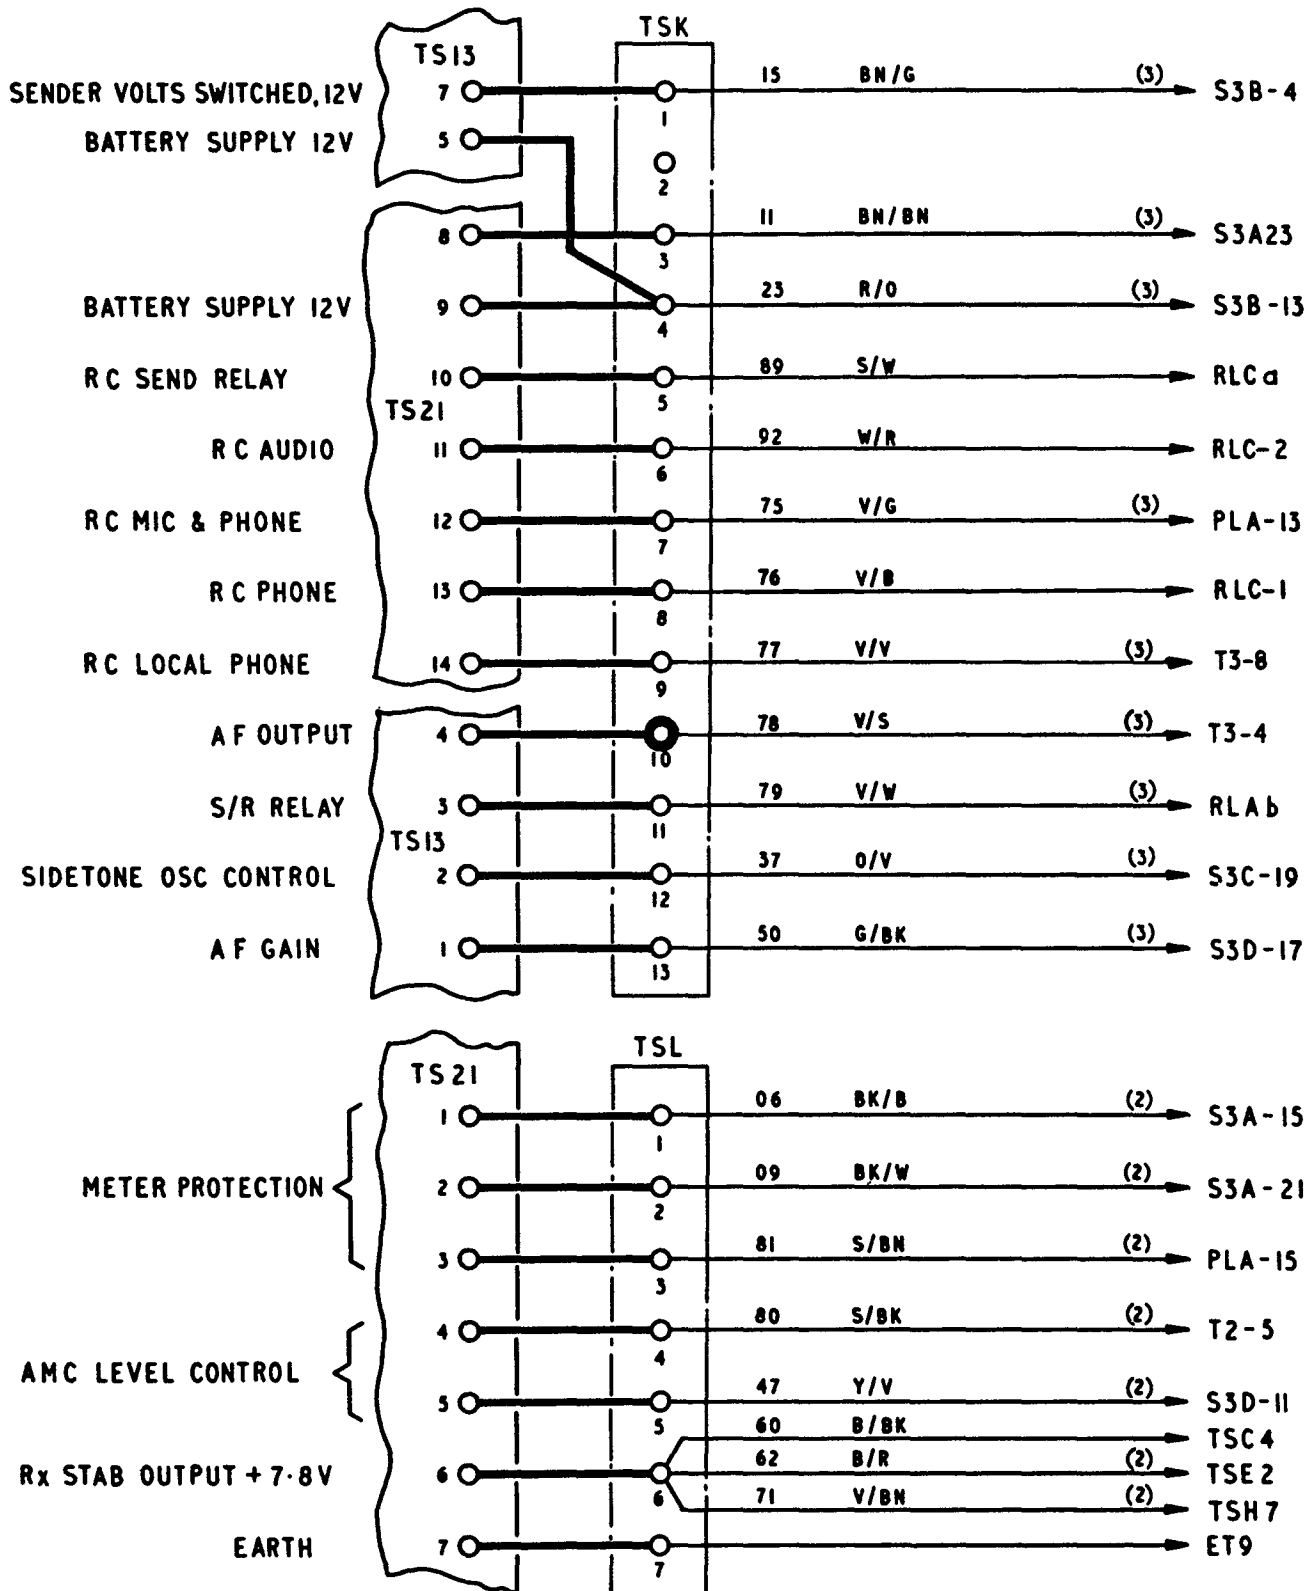 TSK
TS13
SENDER VOLTS SWITCHED, 12V 7 1 15 BN/G (3) S3B-4
BATTERY SUPPLY 12V 5
2
8 3 11 BN/BN (3) S3A23
BATTERY SUPPLY 12V 9 4 23 R/O (3) S3B-13
RC SEND RELAY 10 5 89 S/W RLCa
TS21
RC AUDIO 11 6 92 W/R RLC-2
RC MIC & PHONE 12 7 75 V/G (3) PLA-13
RC PHONE 13 8 76 V/B RLC-1
RC LOCAL PHONE 14 9 77 V/V (3) T3-8
AF OUTPUT 4 10 78 V/S (3) T3-4
S/R RELAY 3 11 79 V/W (3) RLAb
TS13
SIDETONE OSC CONTROL 2 12 37 O/V (3) S3C-19
AF GAIN 1 13 50 G/BK (3) S3D-17
TSL
TS21
1 1 06 BK/B (2) S3A-15
METER PROTECTION 2 2 09 BK/W (2) S3A-21
3 3 81 S/BN (2) PLA-15
4 4 80 S/BK (2) T2-5
AMC LEVEL CONTROL
5 5 47 Y/V (2) S3D-11
60 B/BK TSC4
Rx STAB OUTPUT + 7·8V 6 6 62 B/R (2) TSE2
71 V/BN (2) TSH7
EARTH 7 7 ET9